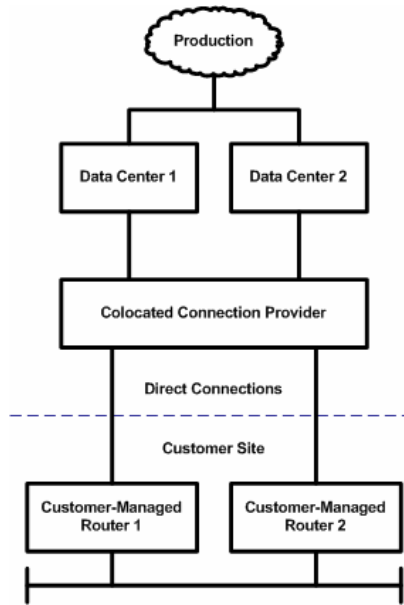 Production
Data Center 1
Data Center 2
Colocated Connection Provider
Direct Connections
Customer Site
Customer-Managed
Router 1
Customer-Managed
Router 2